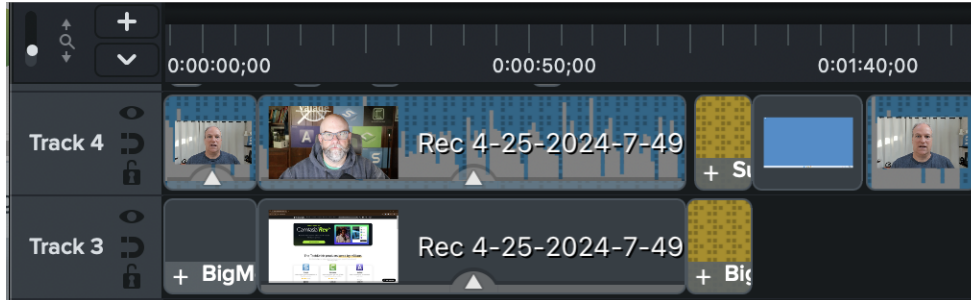 0:00:00;00 0:00:50;00 0:01:40;00
Track 4 Rec 4-25-2024-7-49 + Su
Track 3 + BigM Rec 4-25-2024-7-49 + Big